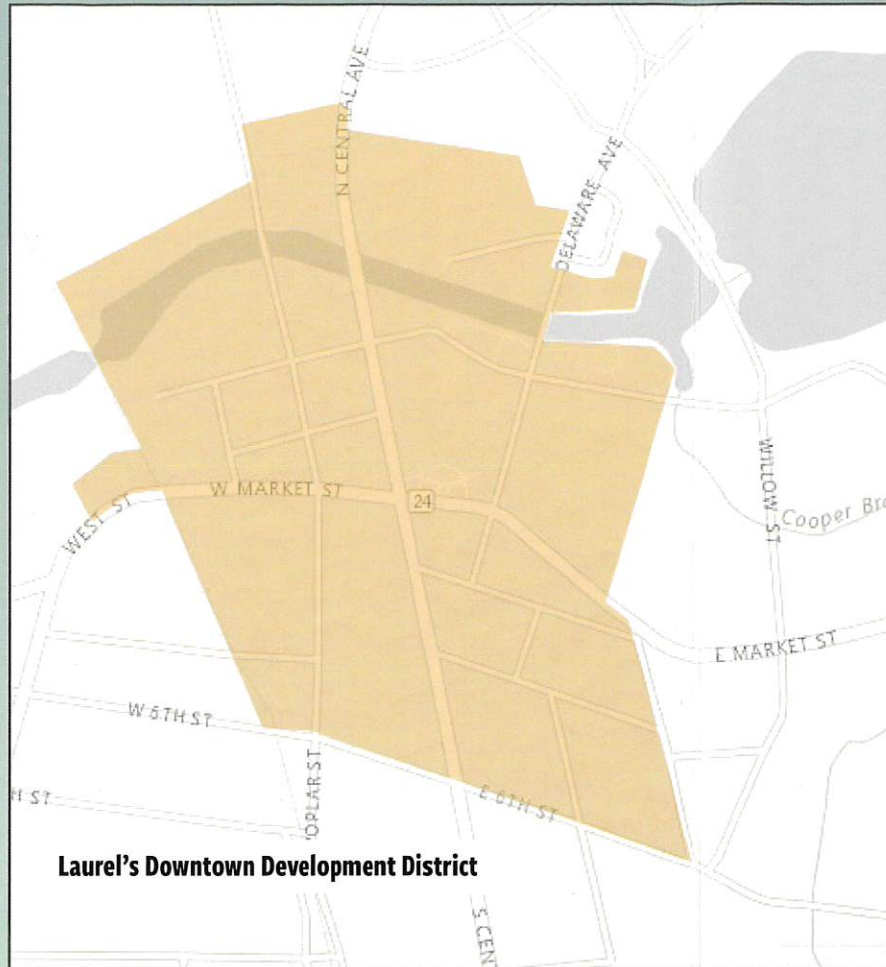 N CENTRAL AVE
DELAWARE AVE
W MARKET ST
24
WEST ST
WILLOW ST
Cooper Bra
E MARKET ST
W 6TH ST
E 6TH ST
H ST
OPLAR ST
Laurel's Downtown Development District
S CEN